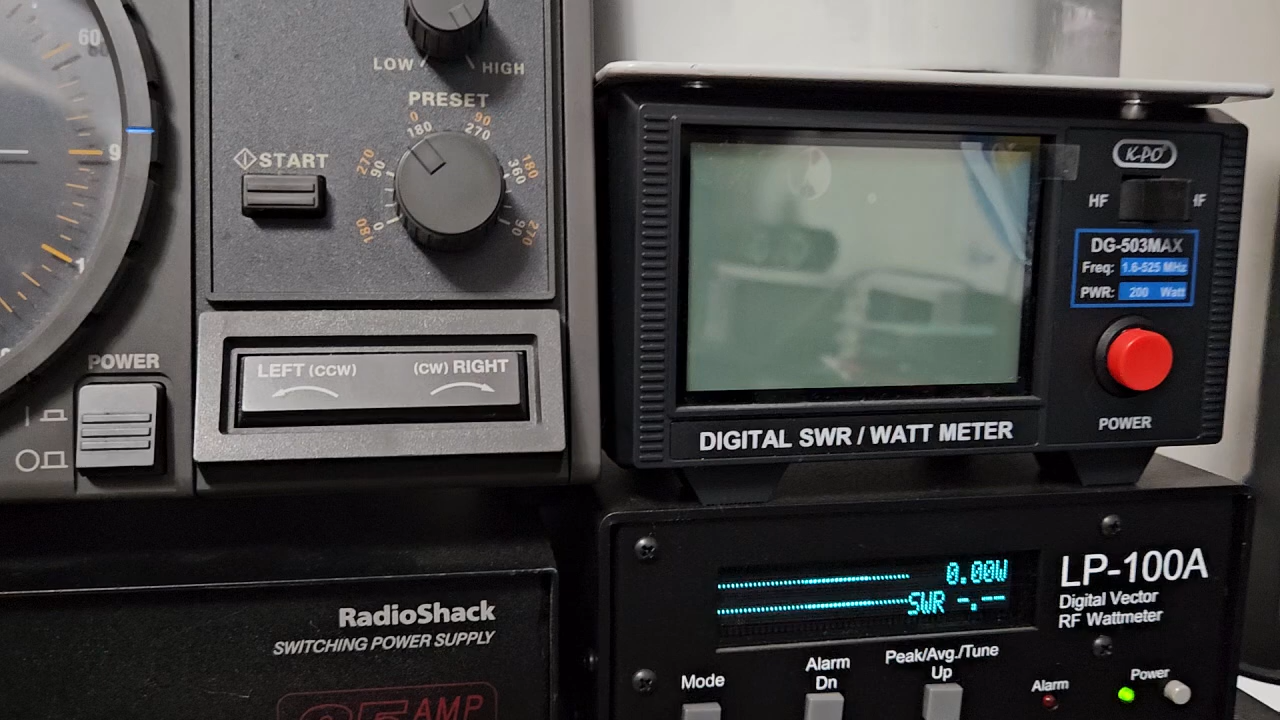 60
9
1
LOW HIGH
PRESET
0 90
180 270
START
270 90 180 360
180 0 90 270
POWER
LEFT (CCW) (CW) RIGHT
K-PO
HF
DG-503MAX
Freq: 1.6-525 MHz
PWR: 200 Watt
POWER
DIGITAL SWR / WATT METER
RadioShack
SWITCHING POWER SUPPLY
25 AMP
0.00W
SWR -.--
LP-100A
Digital Vector
RF Wattmeter
Mode
Alarm
Dn
Peak/Avg./Tune
Up
Alarm
Power